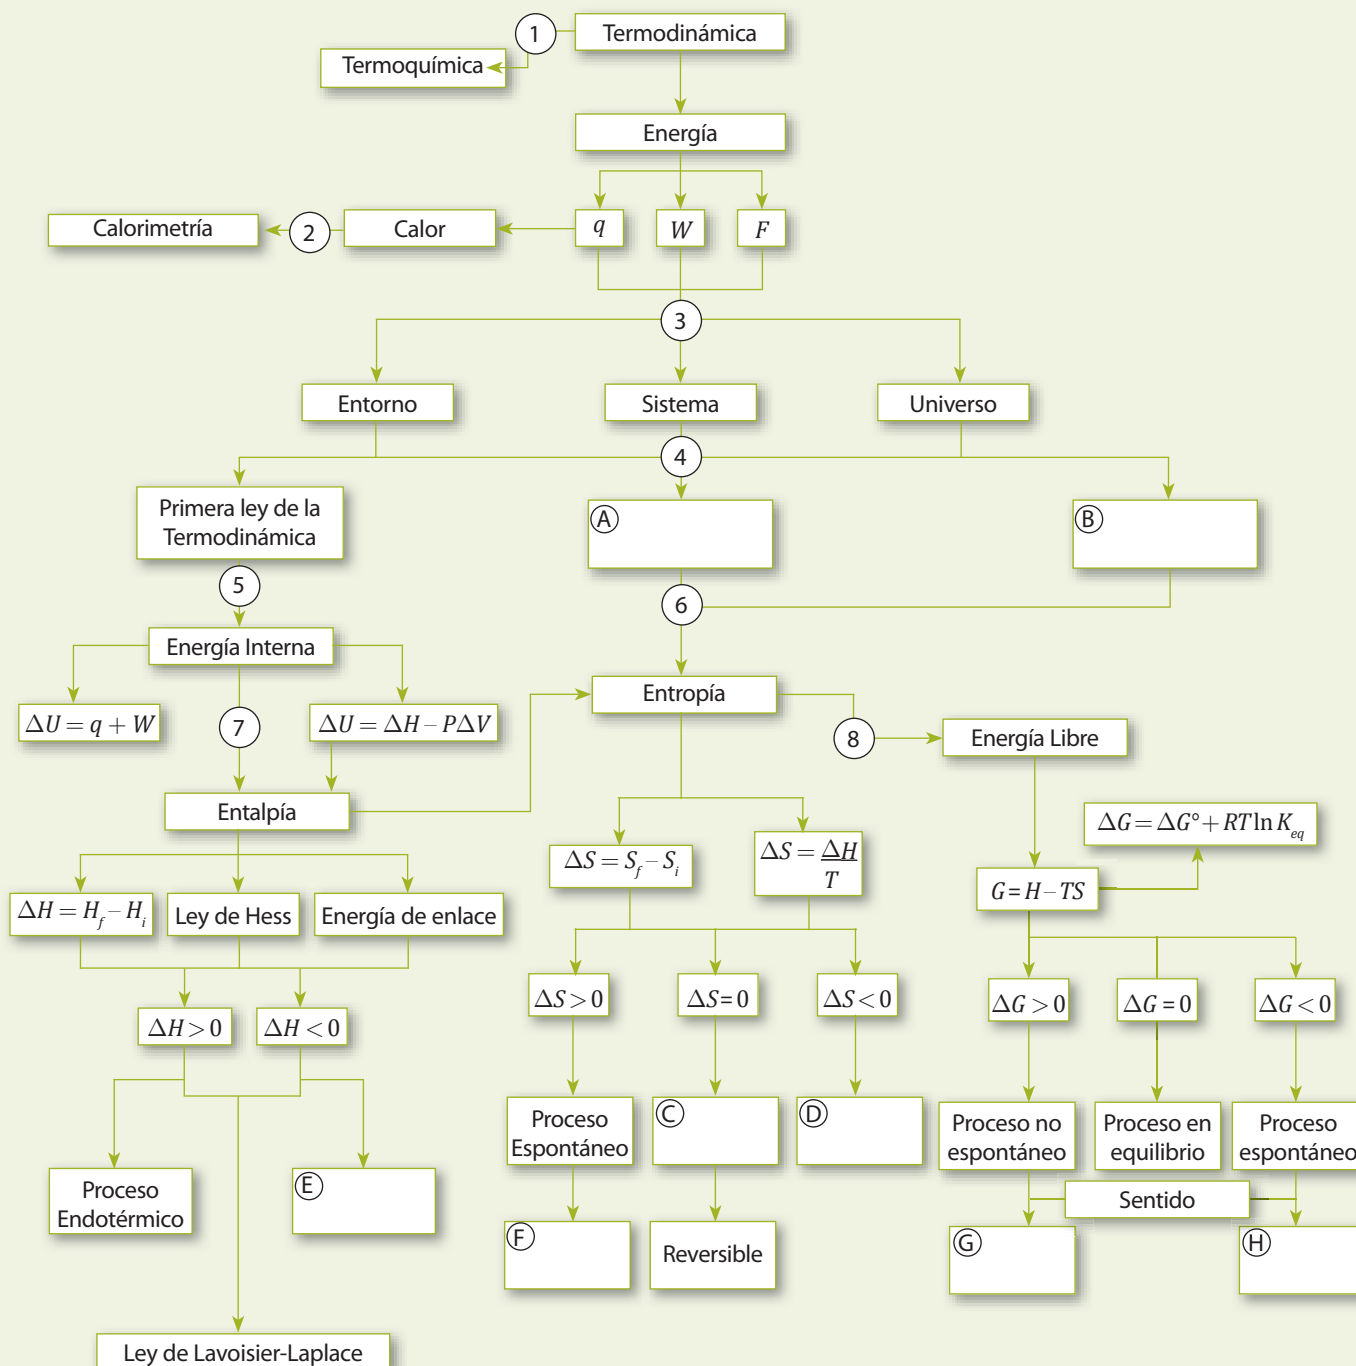 1
Termodinámica
Termoquímica
Energía
Calorimetría
2
Calor
q
W
F
3
Entorno
Sistema
Universo
4
Primera ley de la
Termodinámica
A
B
5
6
Energía Interna
Entropía
ΔU = q + W
7
ΔU = ΔH – PΔV
8
Energía Libre
Entalpía
ΔG = ΔG° + RT ln K_eq
ΔS = S_f – S_i
ΔS = ΔH
T
G = H – TS
ΔH = H_f – H_i
Ley de Hess
Energía de enlace
ΔS > 0
ΔS = 0
ΔS < 0
ΔG > 0
ΔG = 0
ΔG < 0
ΔH > 0
ΔH < 0
Proceso
Espontáneo
C
D
Proceso no
espontáneo
Proceso en
equilibrio
Proceso
espontáneo
Proceso
Endotérmico
E
Sentido
F
Reversible
G
H
Ley de Lavoisier-Laplace